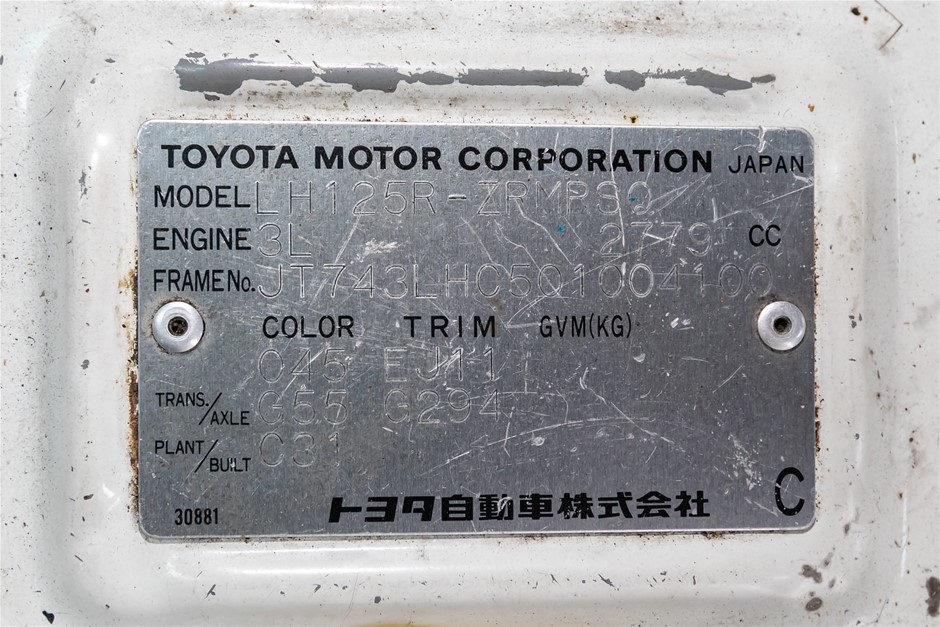 TOYOTA MOTOR CORPORATION JAPAN
MODEL LH125R-ZRMPSQ
ENGINE 3L 2779 CC
FRAME No. JT743LHC501004100
COLOR TRIM GVM(KG)
045 EJ11
TRANS./AXLE G55 G294
PLANT/BUILT C31
30881 トヨタ自動車株式会社 C